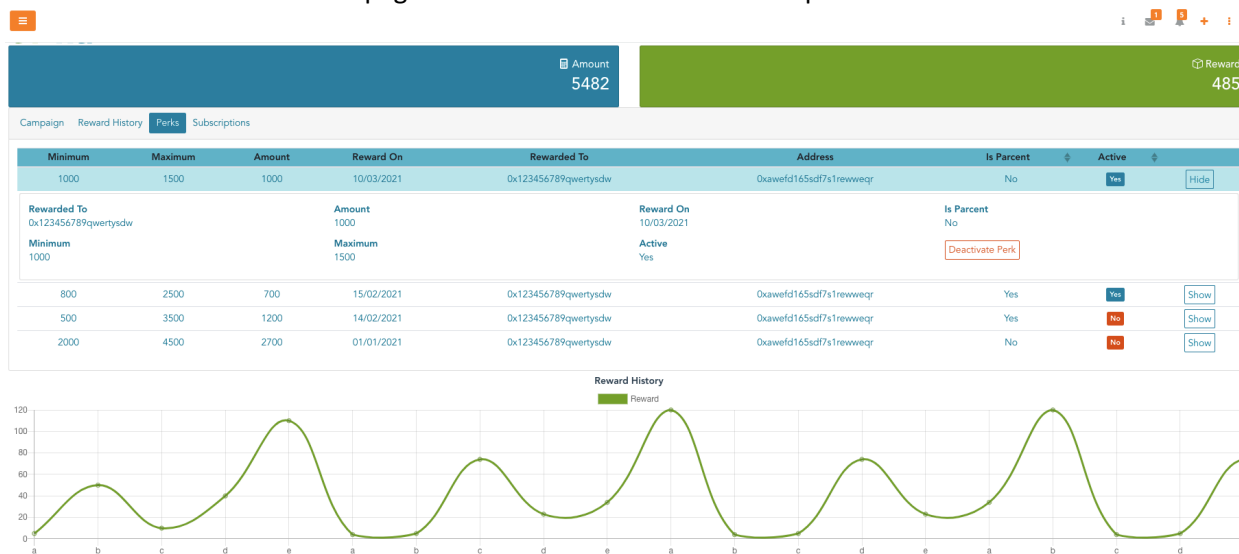 1 5
Amount
5482
Reward
485
Campaign Reward History Perks Subscriptions
Minimum Maximum Amount Reward On Rewarded To Address Is Parcent Active
1000 1500 1000 10/03/2021 0x123456789qwertysdw 0xawefd165sdf7s1rewweqr No Yes Hide
Rewarded To Amount Reward On Is Parcent
0x123456789qwertysdw 1000 10/03/2021 No
Minimum Maximum Active
1000 1500 Yes Deactivate Perk
800 2500 700 15/02/2021 0x123456789qwertysdw 0xawefd165sdf7s1rewweqr Yes Yes Show
500 3500 1200 14/02/2021 0x123456789qwertysdw 0xawefd165sdf7s1rewweqr Yes No Show
2000 4500 2700 01/01/2021 0x123456789qwertysdw 0xawefd165sdf7s1rewweqr No No Show
Reward History
Reward
120
100
80
60
40
20
0
a b c d e a b c d e a b c d e a b c d